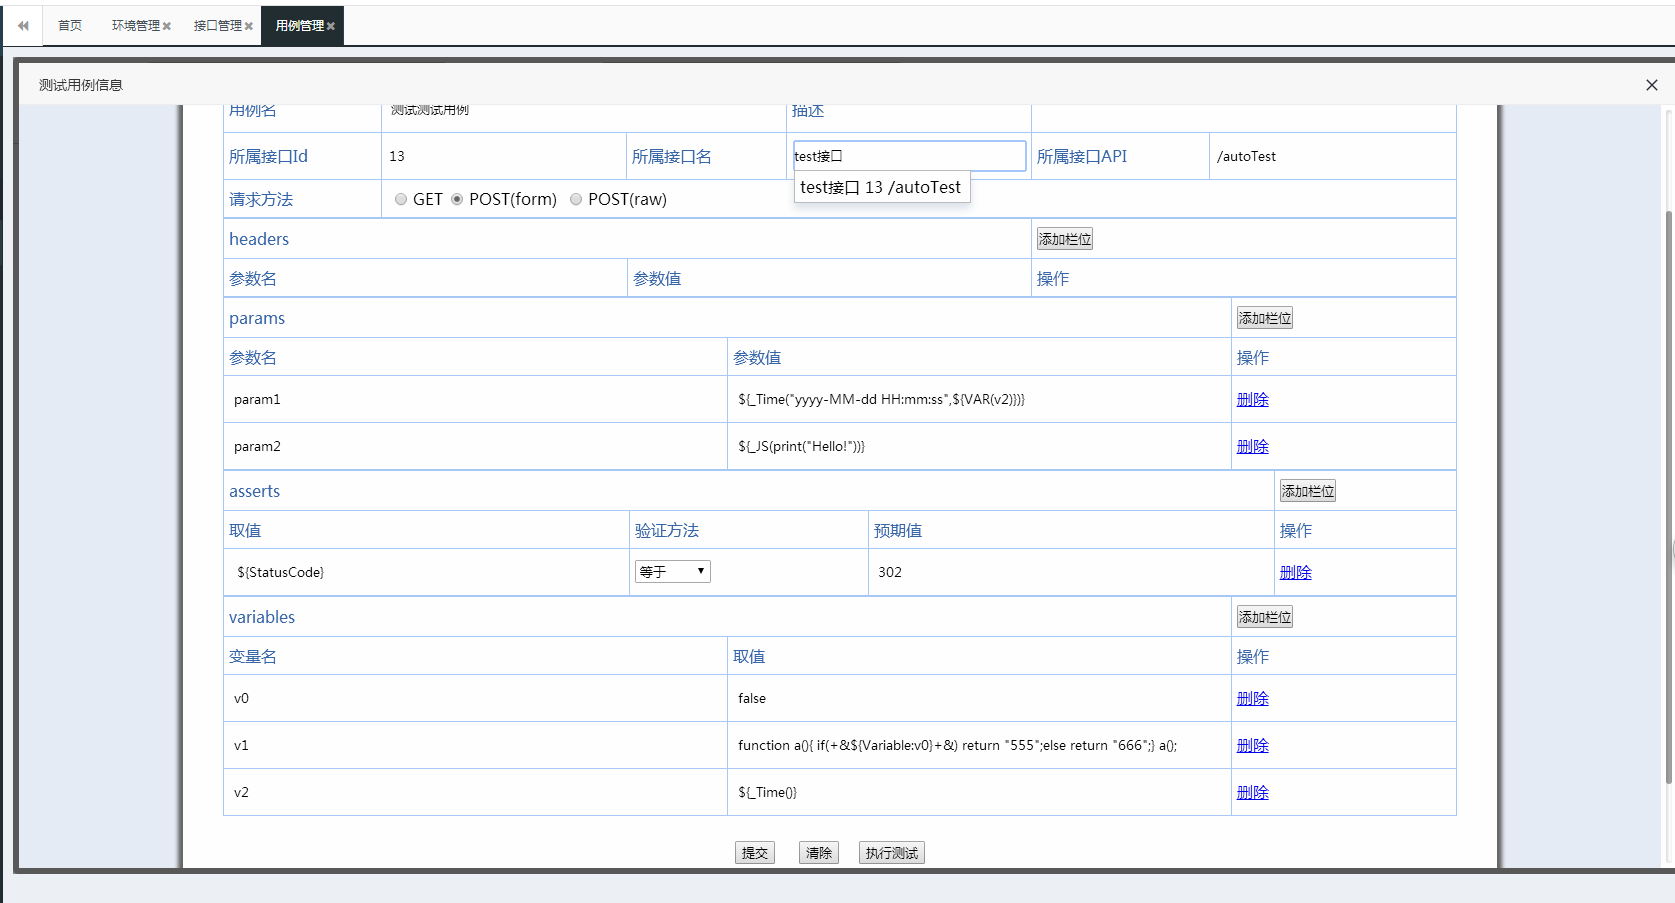 首页 环境管理 接口管理 用例管理
测试用例信息
用例名 测试测试用例 描述
所属接口Id 13 所属接口名 test接口 所属接口API /autoTest
test接口 13 /autoTest
请求方法 GET POST(form) POST(raw)
headers 添加栏位
参数名 参数值 操作
params 添加栏位
参数名 参数值 操作
param1 ${_Time("yyyy-MM-dd HH:mm:ss",${VAR(v2)})} 删除
param2 ${_JS(print("Hello!"))} 删除
asserts 添加栏位
取值 验证方法 预期值 操作
${StatusCode} 等于 302 删除
variables 添加栏位
变量名 取值 操作
v0 false 删除
v1 function a(){ if(+&${Variable:v0}+&) return "555";else return "666";} a(); 删除
v2 ${_Time()} 删除
提交 清除 执行测试